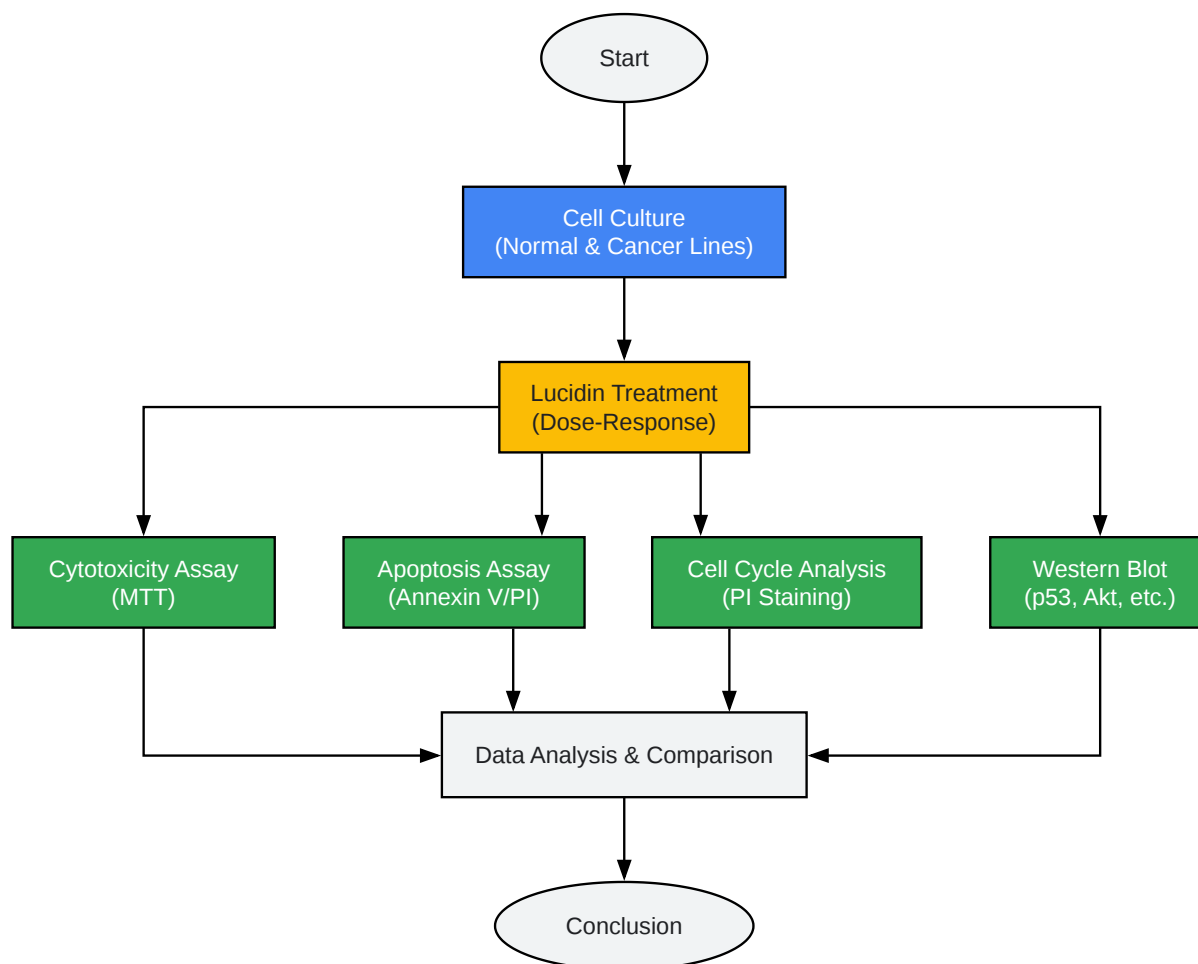 Start
Cell Culture
(Normal & Cancer Lines)
Lucidin Treatment
(Dose-Response)
Cytotoxicity Assay
(MTT)
Apoptosis Assay
(Annexin V/PI)
Cell Cycle Analysis
(PI Staining)
Western Blot
(p53, Akt, etc.)
Data Analysis & Comparison
Conclusion